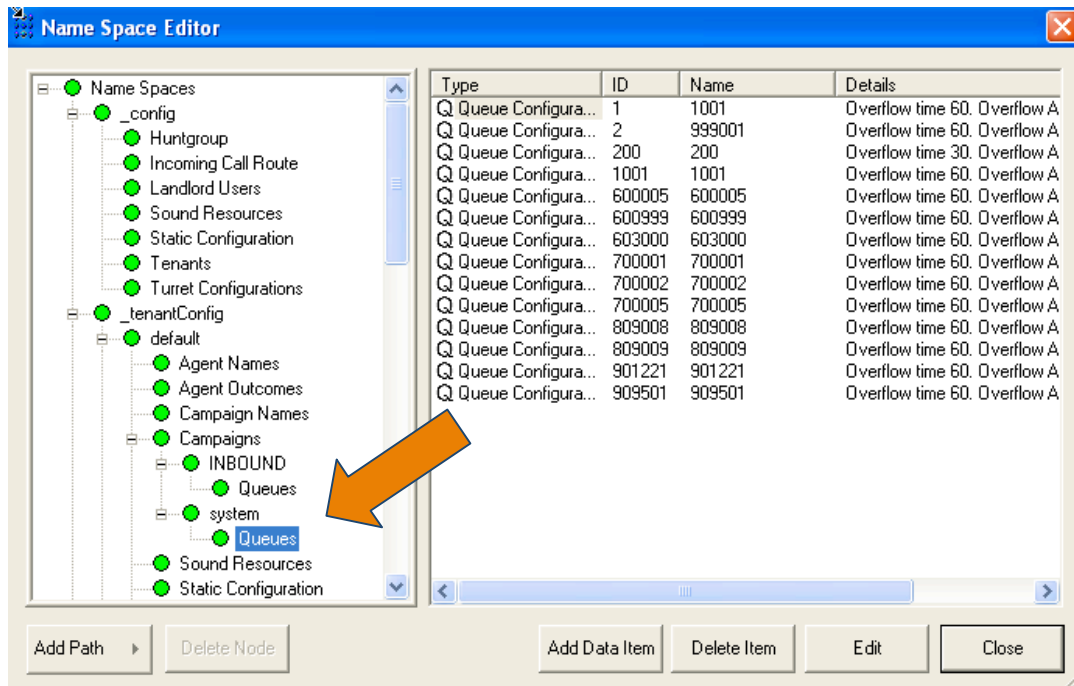 Name Space Editor
Name Spaces
_config
Huntgroup
Incoming Call Route
Landlord Users
Sound Resources
Static Configuration
Tenants
Turret Configurations
_tenantConfig
default
Agent Names
Agent Outcomes
Campaign Names
Campaigns
INBOUND
Queues
system
Queues
Sound Resources
Static Configuration
Type ID Name Details
Queue Configura... 1 1001 Overflow time 60. Overflow A
Queue Configura... 2 999001 Overflow time 60. Overflow A
Queue Configura... 200 200 Overflow time 30. Overflow A
Queue Configura... 1001 1001 Overflow time 60. Overflow A
Queue Configura... 600005 600005 Overflow time 60. Overflow A
Queue Configura... 600999 600999 Overflow time 60. Overflow A
Queue Configura... 603000 603000 Overflow time 60. Overflow A
Queue Configura... 700001 700001 Overflow time 60. Overflow A
Queue Configura... 700002 700002 Overflow time 60. Overflow A
Queue Configura... 700005 700005 Overflow time 60. Overflow A
Queue Configura... 809008 809008 Overflow time 60. Overflow A
Queue Configura... 809009 809009 Overflow time 60. Overflow A
Queue Configura... 901221 901221 Overflow time 60. Overflow A
Queue Configura... 909501 909501 Overflow time 60. Overflow A
Add Path Delete Node Add Data Item Delete Item Edit Close